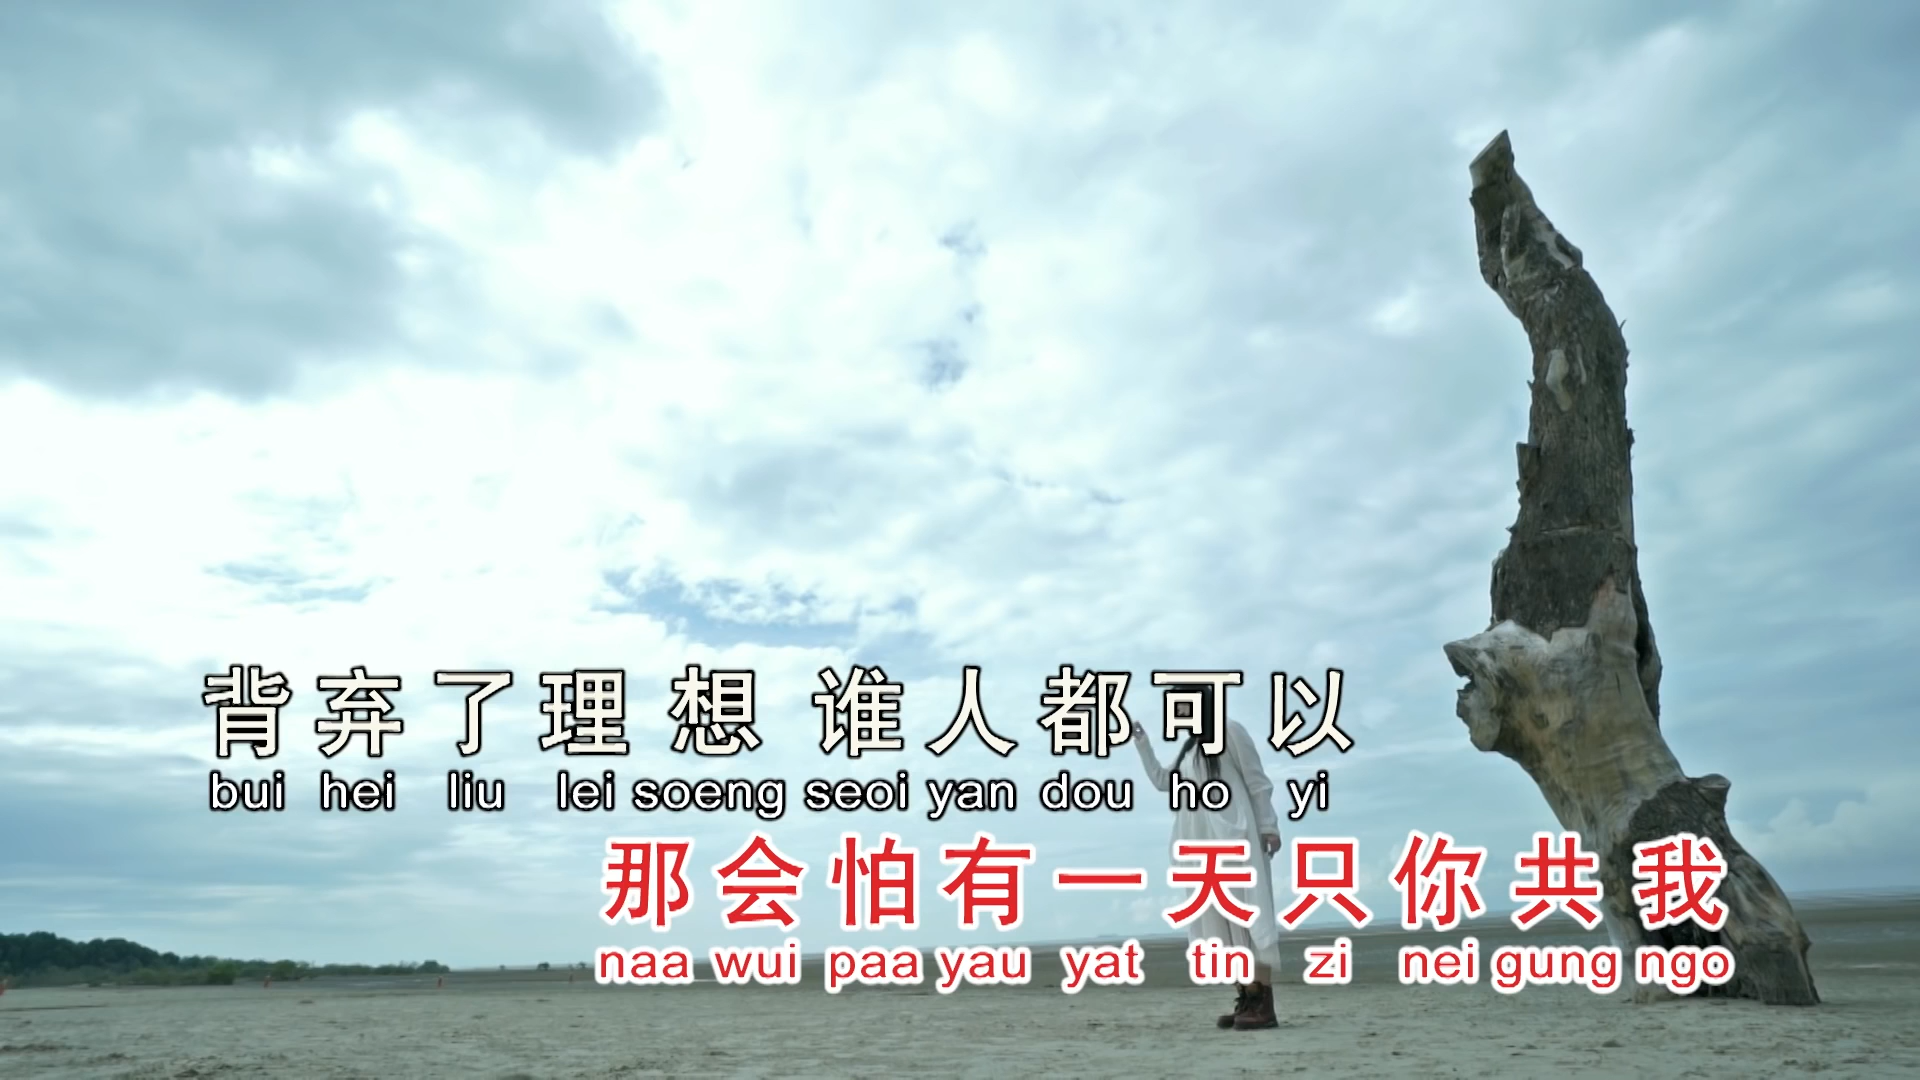 背弃了理想 谁人都可以
bui hei liu lei soeng seoi yan dou ho yi
那会怕有一天只你共我
naa wui paa yau yat tin zi nei gung ngo